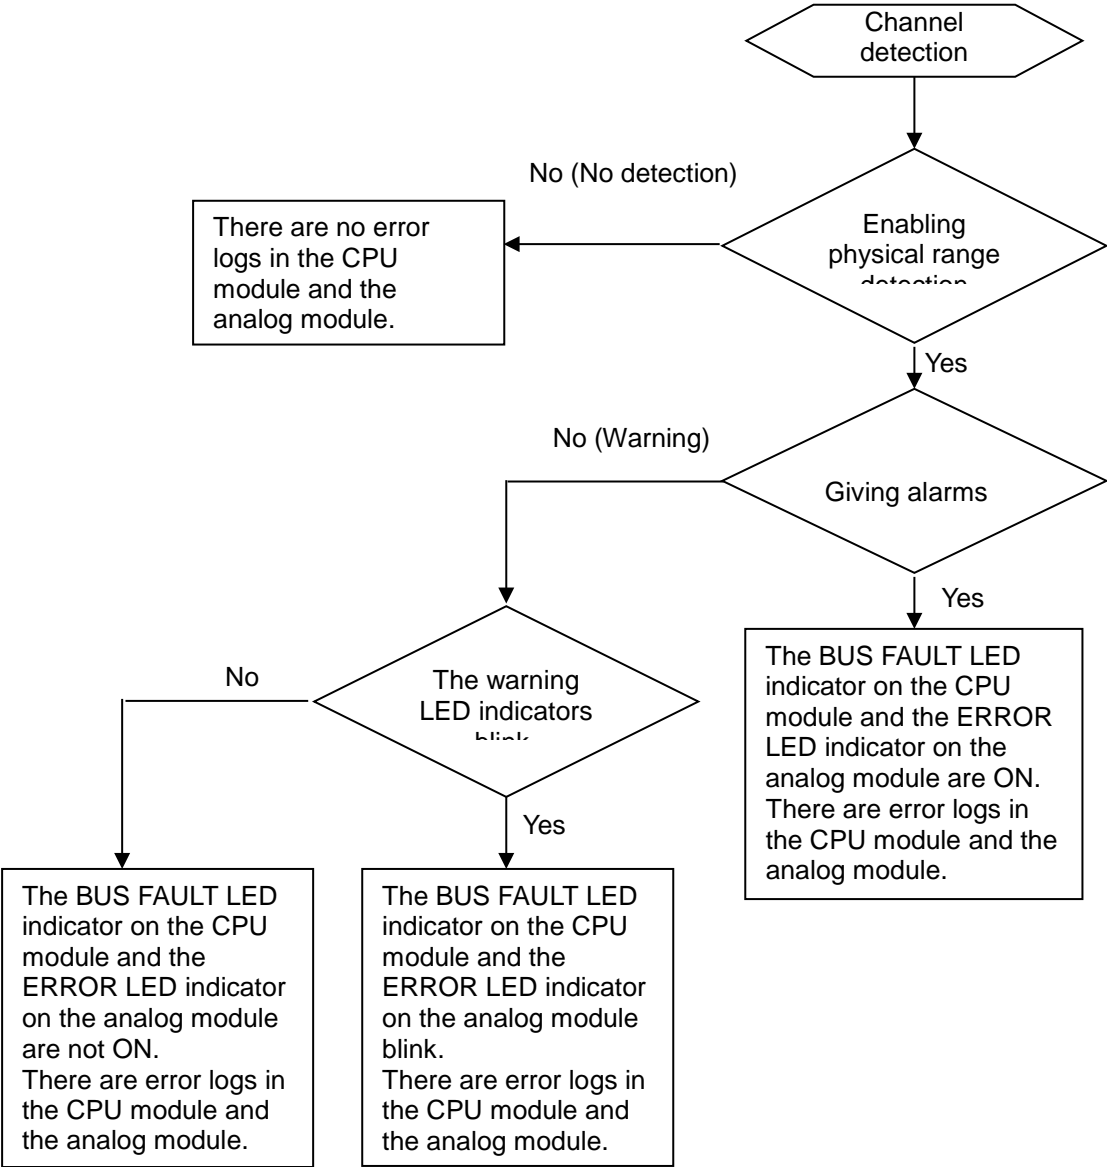 Channel
detection
No (No detection)
There are no error
logs in the CPU
module and the
analog module.
Enabling
physical range
detection
Yes
No (Warning)
Giving alarms
Yes
The BUS FAULT LED
indicator on the CPU
module and the ERROR
LED indicator on the
analog module are ON.
There are error logs in
the CPU module and the
analog module.
No
The warning
LED indicators
blink
Yes
The BUS FAULT LED
indicator on the CPU
module and the
ERROR LED indicator
on the analog module
are not ON.
There are error logs in
the CPU module and
the analog module.
The BUS FAULT LED
indicator on the CPU
module and the
ERROR LED indicator
on the analog module
blink.
There are error logs in
the CPU module and
the analog module.